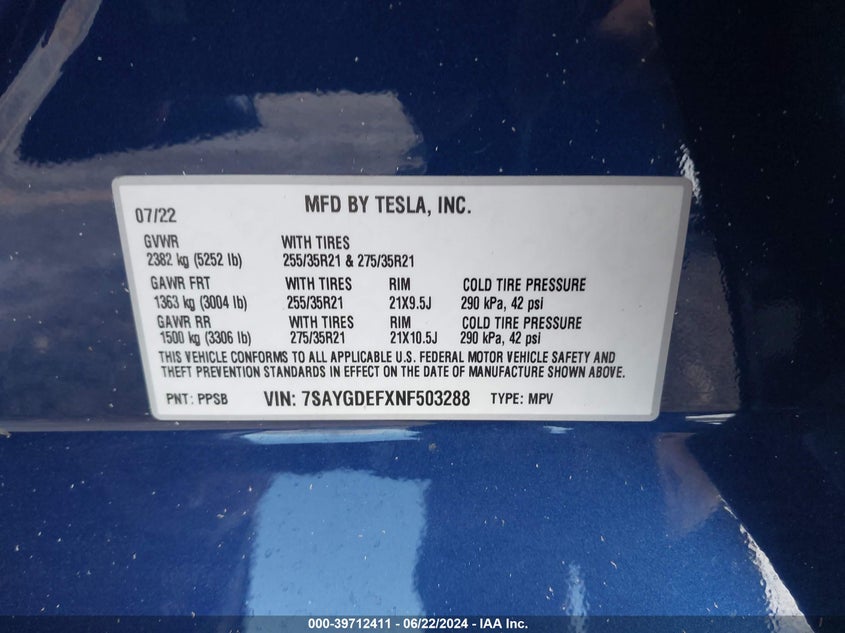 07/22 MFD BY TESLA, INC.
GVWR WITH TIRES
2382 kg (5252 lb) 255/35R21 & 275/35R21
GAWR FRT WITH TIRES RIM COLD TIRE PRESSURE
1363 kg (3004 lb) 255/35R21 21X9.5J 290 kPa, 42 psi
GAWR RR WITH TIRES RIM COLD TIRE PRESSURE
1500 kg (3306 lb) 275/35R21 21X10.5J 290 kPa, 42 psi
THIS VEHICLE CONFORMS TO ALL APPLICABLE U.S. FEDERAL MOTOR VEHICLE SAFETY AND
THEFT PREVENTION STANDARDS IN EFFECT ON THE DATE OF MANUFACTURE SHOWN ABOVE.
PNT: PPSB VIN: 7SAYGDEFXNF503288 TYPE: MPV
000-39712411 - 06/22/2024 - IAA Inc.